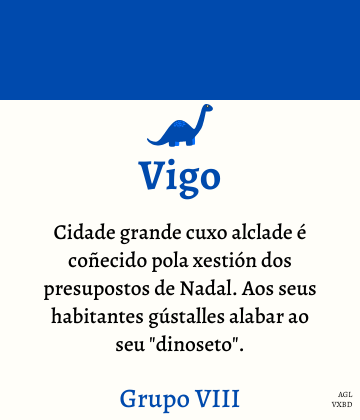 Vigo
Cidade grande cuxo alclade é
coñecido pola xestión dos
presupostos de Nadal. Aos seus
habitantes gústalles alabar ao
seu "dinoseto".
Grupo VIII
AGL
VXBD